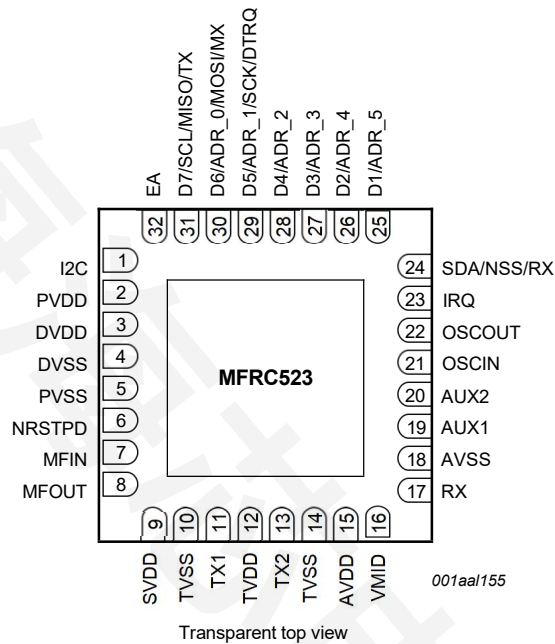 D7/SCL/MISO/TX
D6/ADR_0/MOSI/MX
D5/ADR_1/SCK/DTRQ
D4/ADR_2
D3/ADR_3
D2/ADR_4
D1/ADR_5
EA
32
31
30
29
28
27
26
25
I2C 1
PVDD 2
DVDD 3
DVSS 4
PVSS 5
NRSTPD 6
MFIN 7
MFOUT 8
MFRC523
24 SDA/NSS/RX
23 IRQ
22 OSCOUT
21 OSCIN
20 AUX2
19 AUX1
18 AVSS
17 RX
9
10
11
12
13
14
15
16
SVDD
TVSS
TX1
TVDD
TX2
TVSS
AVDD
VMID
001aal155
Transparent top view